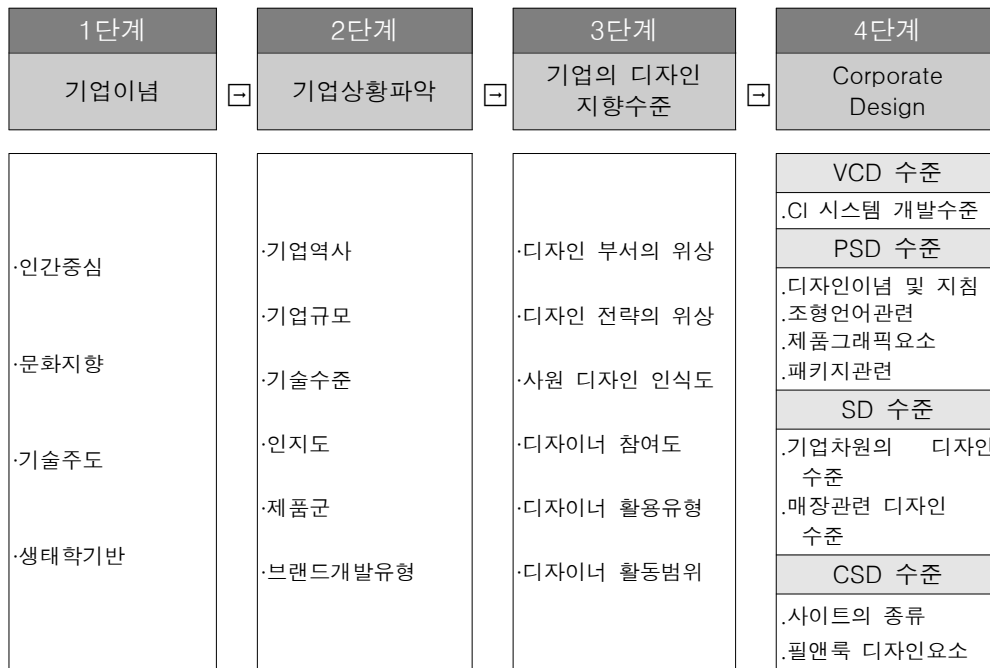 1단계
기업이념
→
2단계
기업상황파악
→
3단계
기업의 디자인
지향수준
→
4단계
Corporate
Design
·인간중심
·문화지향
·기술주도
·생태학기반
·기업역사
·기업규모
·기술수준
·인지도
·제품군
·브랜드개발유형
·디자인 부서의 위상
·디자인 전략의 위상
·사원 디자인 인식도
·디자이너 참여도
·디자이너 활용유형
·디자이너 활동범위
VCD 수준
.CI 시스템 개발수준
PSD 수준
.디자인이념 및 지침
.조형언어관련
.제품그래픽요소
.패키지관련
SD 수준
.기업차원의 디자인
수준
.매장관련 디자인
수준
CSD 수준
.사이트의 종류
.필앤룩 디자인요소